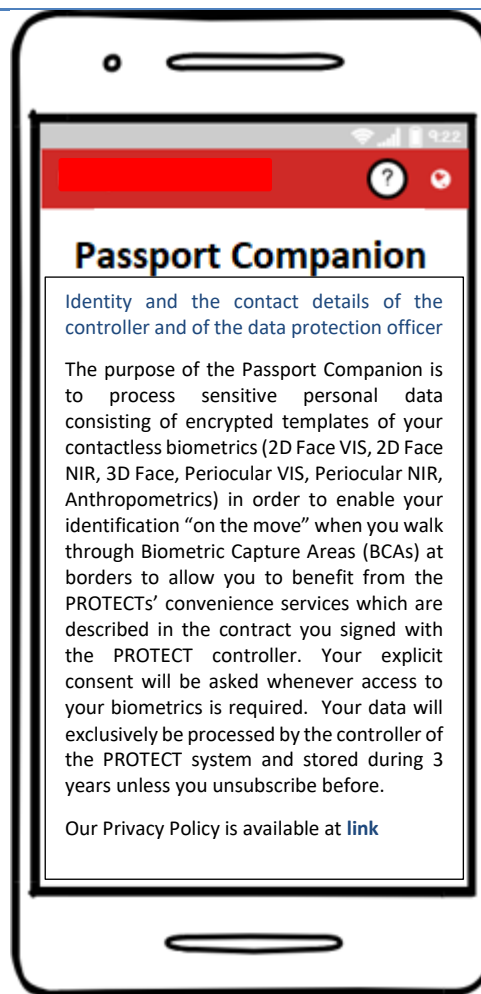 9:22
?
Passport Companion
Identity and the contact details of the
controller and of the data protection officer
The purpose of the Passport Companion is
to process sensitive personal data
consisting of encrypted templates of your
contactless biometrics (2D Face VIS, 2D Face
NIR, 3D Face, Periocular VIS, Periocular NIR,
Anthropometrics) in order to enable your
identification “on the move” when you walk
through Biometric Capture Areas (BCAs) at
borders to allow you to benefit from the
PROTECTs’ convenience services which are
described in the contract you signed with
the PROTECT controller. Your explicit
consent will be asked whenever access to
your biometrics is required. Your data will
exclusively be processed by the controller of
the PROTECT system and stored during 3
years unless you unsubscribe before.
Our Privacy Policy is available at link